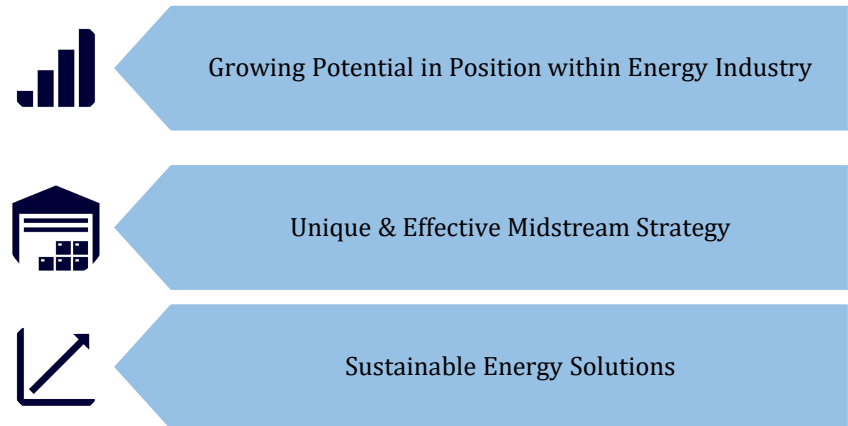 Growing Potential in Position within Energy Industry
Unique & Effective Midstream Strategy
Sustainable Energy Solutions